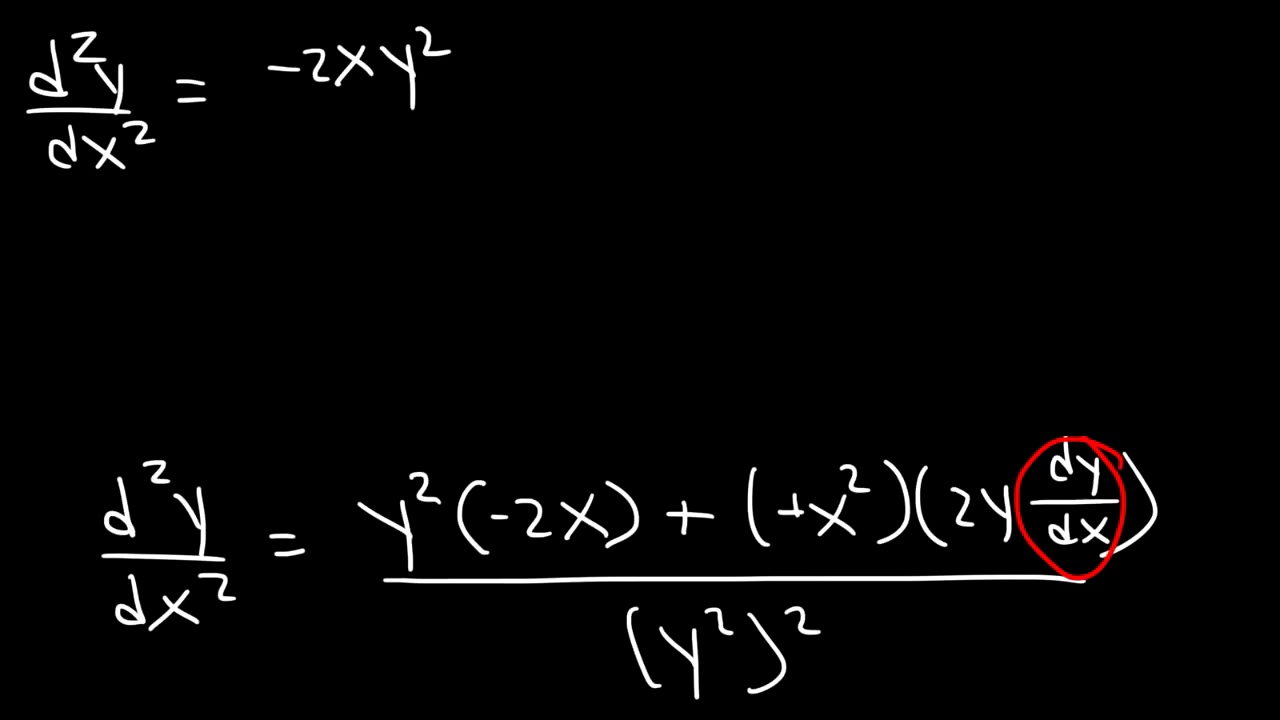 d²y/dx² = -2xy²
d²y/dx² = y²(-2x) + (+x²)(2y dy/dx) / (y²)²